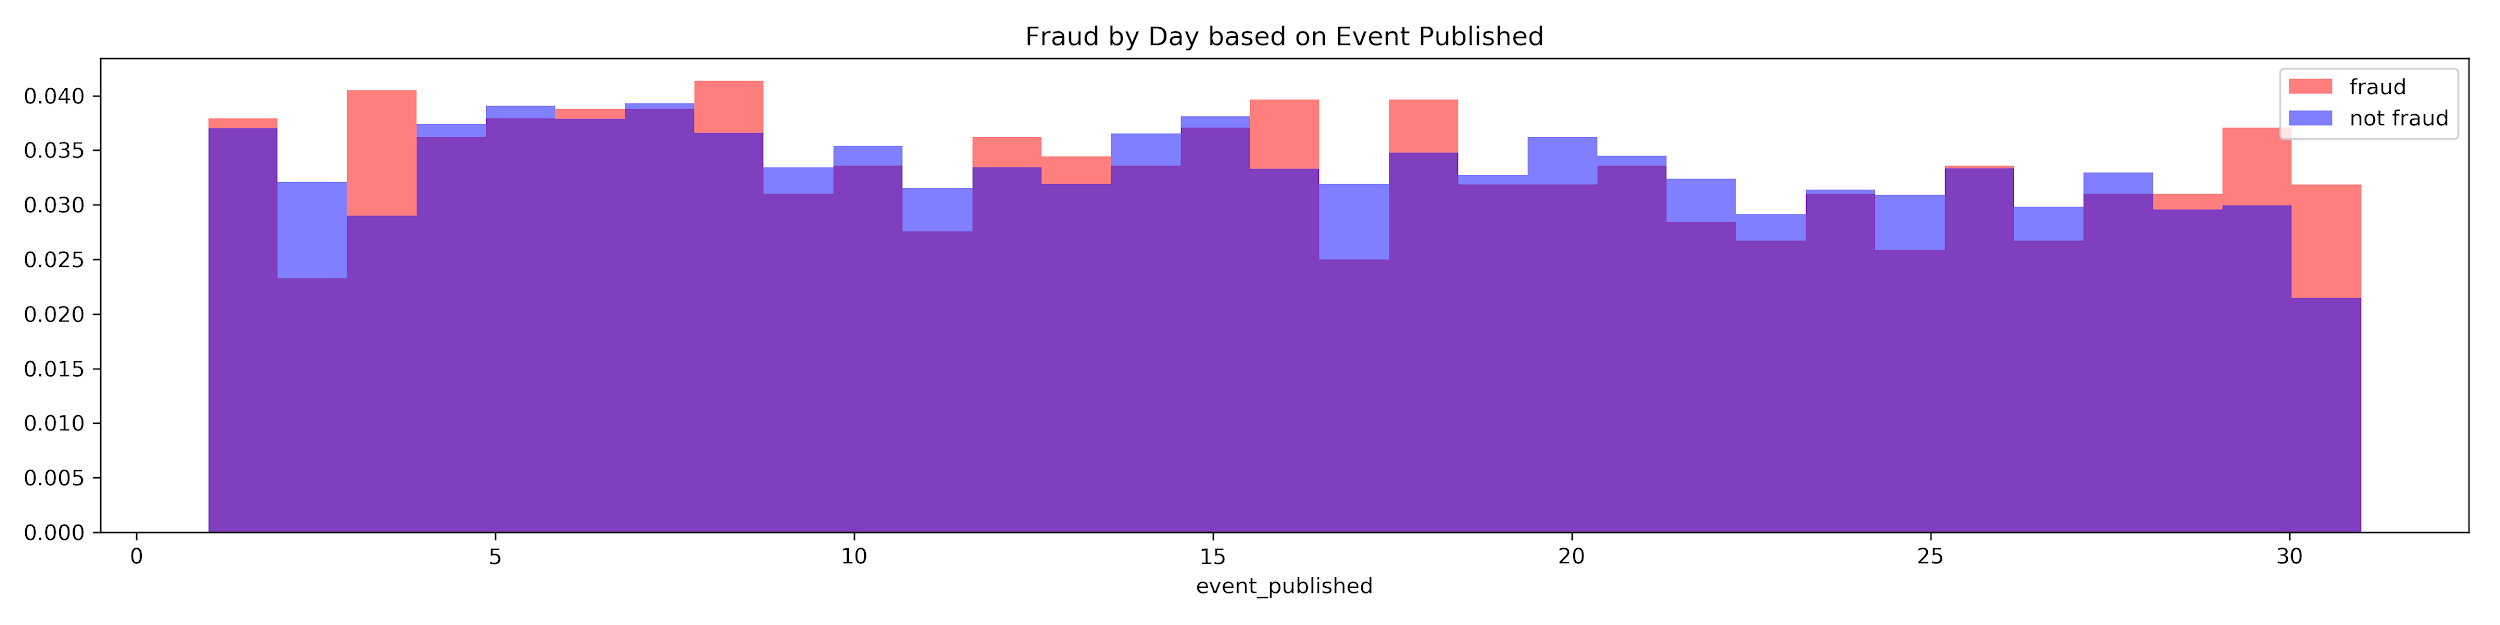 Fraud by Day based on Event Published
fraud
not fraud
0.040
0.035
0.030
0.025
0.020
0.015
0.010
0.005
0.000
0 5 10 15 20 25 30
event_published